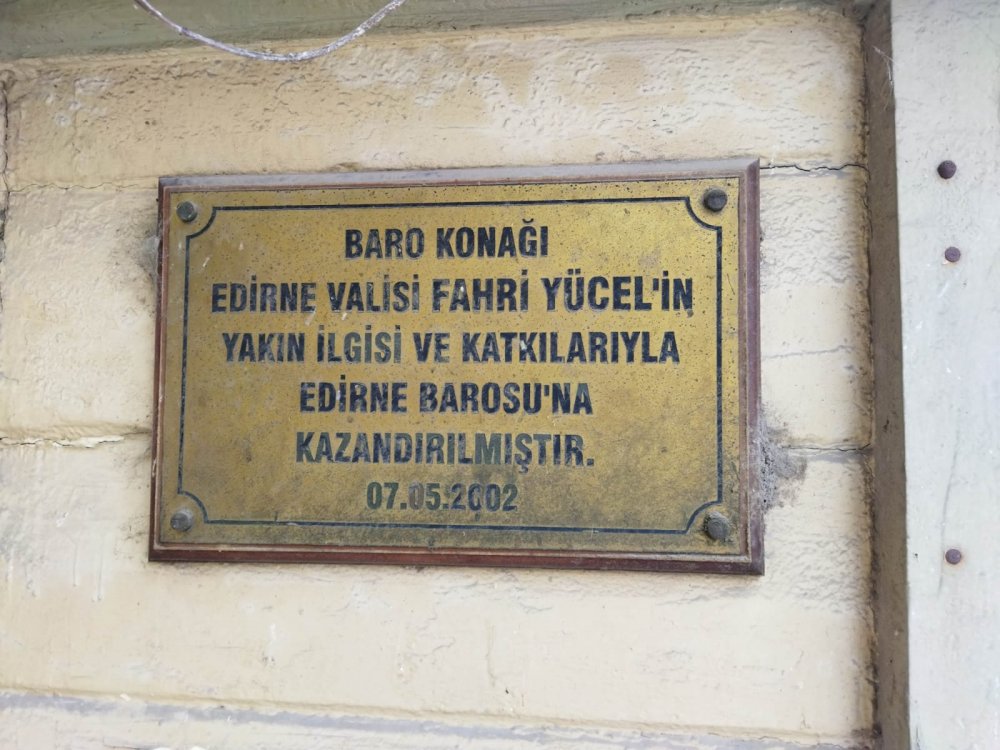 BARO KONAĞI
EDİRNE VALİSİ FAHRİ YÜCEL'İN
YAKIN İLGİSİ VE KATKILARIYLA
EDİRNE BAROSU'NA
KAZANDIRILMIŞTIR.
07.05.2002